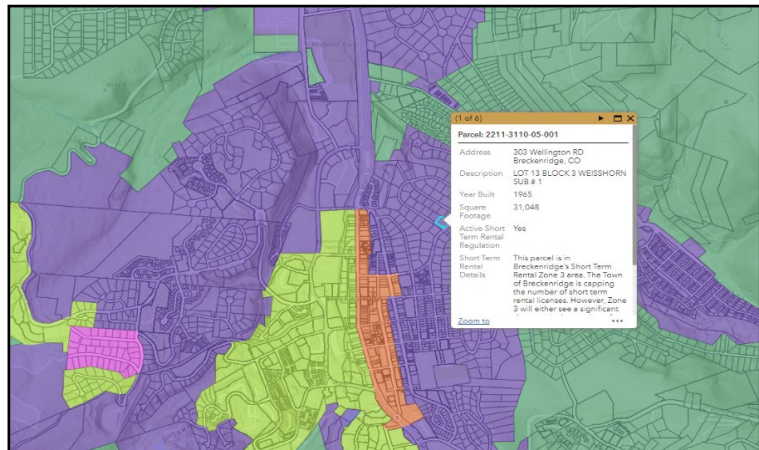 (1 of 6)
Parcel: 2211-3110-05-001
Address 303 Wellington RD
Breckenridge, CO
Description LOT 13 BLOCK 3 WEISSHORN
SUB # 1
Year Built 1965
Square 31,048
Footage
Active Short Yes
Term Rental
Regulation
Short Term This parcel is in
Rental Breckenridge's Short Term
Details Rental Zone 3 area. The Town
of Breckenridge is capping
the number of short term
rental licenses. However, Zone
3 will either see a significant
Zoom to